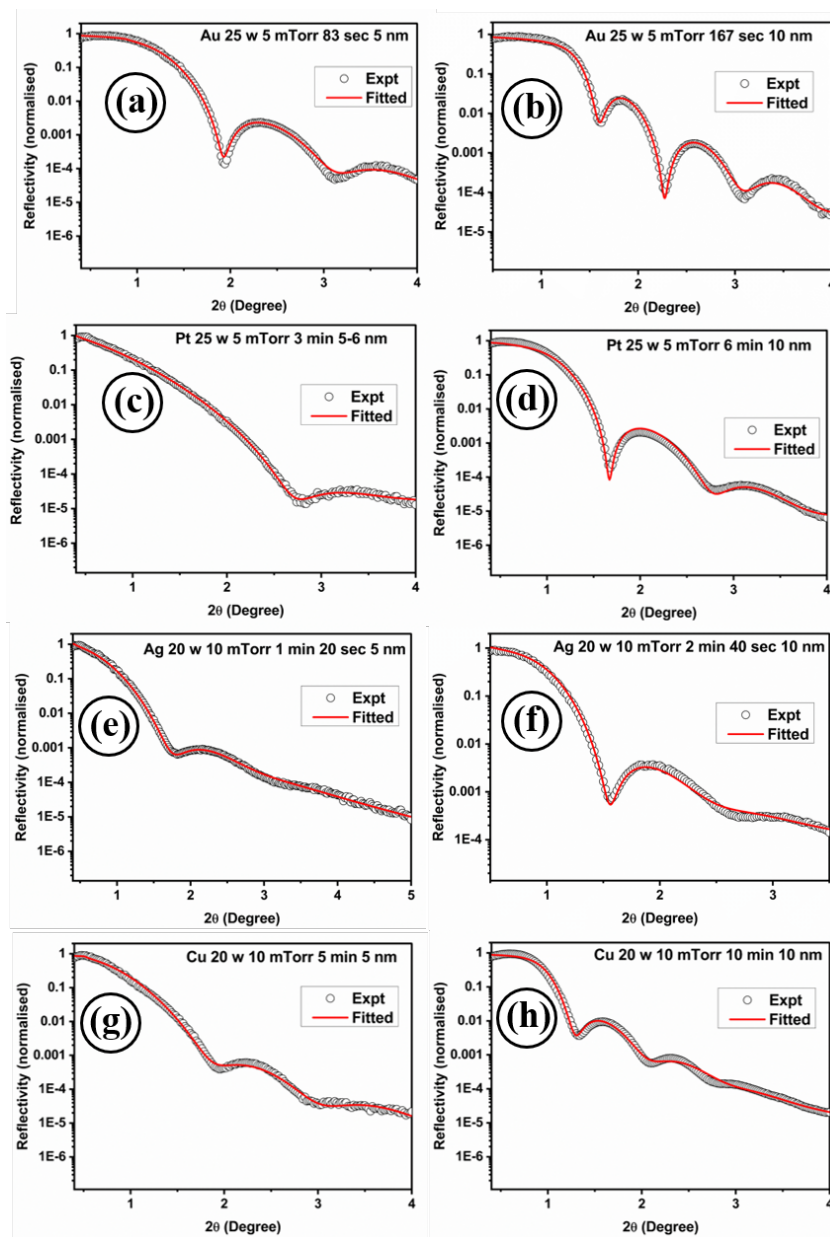 Au 25 w 5 mTorr 83 sec 5 nm
(a)
Expt
Fitted
Reflectivity (normalised)
1
0.1
0.01
0.001
1E-4
1E-5
1E-6
1
2
3
4
2θ (Degree)
Au 25 w 5 mTorr 167 sec 10 nm
(b)
Expt
Fitted
Reflectivity (normalised)
1
0.1
0.01
0.001
1E-4
1E-5
1
2
3
4
2θ (Degree)
Pt 25 w 5 mTorr 3 min 5-6 nm
(c)
Expt
Fitted
Reflectivity (normalised)
1
0.1
0.01
0.001
1E-4
1E-5
1E-6
1
2
3
4
2θ (Degree)
Pt 25 w 5 mTorr 6 min 10 nm
(d)
Expt
Fitted
Reflectivity (normalised)
1
0.1
0.01
0.001
1E-4
1E-5
1E-6
1
2
3
4
2θ (Degree)
Ag 20 w 10 mTorr 1 min 20 sec 5 nm
(e)
Expt
Fitted
Reflectivity (normalised)
1
0.1
0.01
0.001
1E-4
1E-5
1E-6
1
2
3
4
5
2θ (Degree)
Ag 20 w 10 mTorr 2 min 40 sec 10 nm
(f)
Expt
Fitted
Reflectivity (normalised)
1
0.1
0.01
0.001
1E-4
1
2
3
2θ (Degree)
Cu 20 w 10 mTorr 5 min 5 nm
(g)
Expt
Fitted
Reflectivity (normalised)
1
0.1
0.01
0.001
1E-4
1E-5
1E-6
1
2
3
4
2θ (Degree)
Cu 20 w 10 mTorr 10 min 10 nm
(h)
Expt
Fitted
Reflectivity (normalised)
1
0.1
0.01
0.001
1E-4
1E-5
1E-6
1
2
3
4
2θ (Degree)